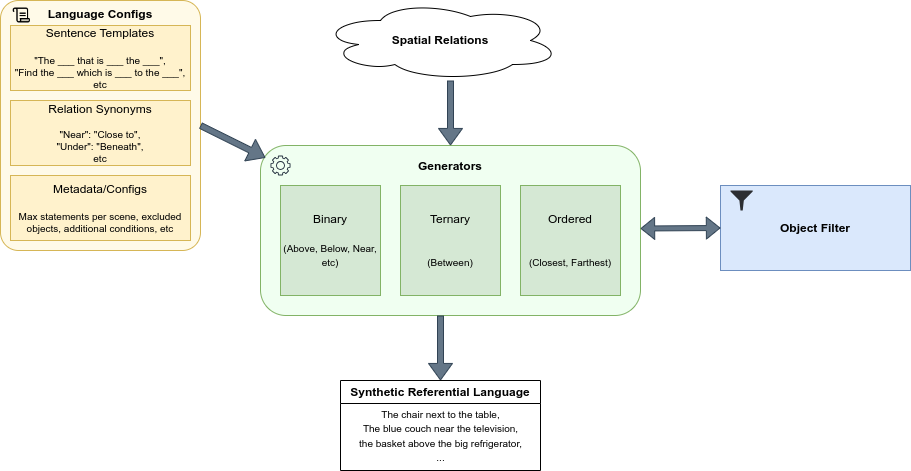 Language Configs
Sentence Templates
"The ___ that is ___ the ___",
"Find the ___ which is ___ to the ___",
etc
Relation Synonyms
"Near": "Close to",
"Under": "Beneath",
etc
Metadata/Configs
Max statements per scene, excluded
objects, additional conditions, etc
Spatial Relations
Generators
Binary
(Above, Below, Near,
etc)
Ternary
(Between)
Ordered
(Closest, Farthest)
Object Filter
Synthetic Referential Language
The chair next to the table,
The blue couch near the television,
the basket above the big refrigerator,
...